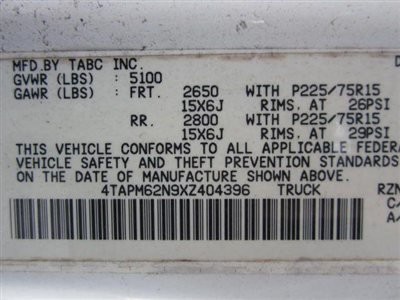 MFD.BY TABC INC. D
GVWR (LBS) : 5100
GAWR (LBS) : FRT. 2650 WITH P225/75R15
15X6J RIMS. AT 26PSI
RR. 2800 WITH P225/75R15
15X6J RIMS. AT 29PSI
THIS VEHICLE CONFORMS TO ALL APPLICABLE FEDERA
VEHICLE SAFETY AND THEFT PREVENTION STANDARDS
ON THE DATE OF MANUFACTURE SHOWN ABOVE.
4TAPM62N9XZ404396 TRUCK RZN
C/
A/